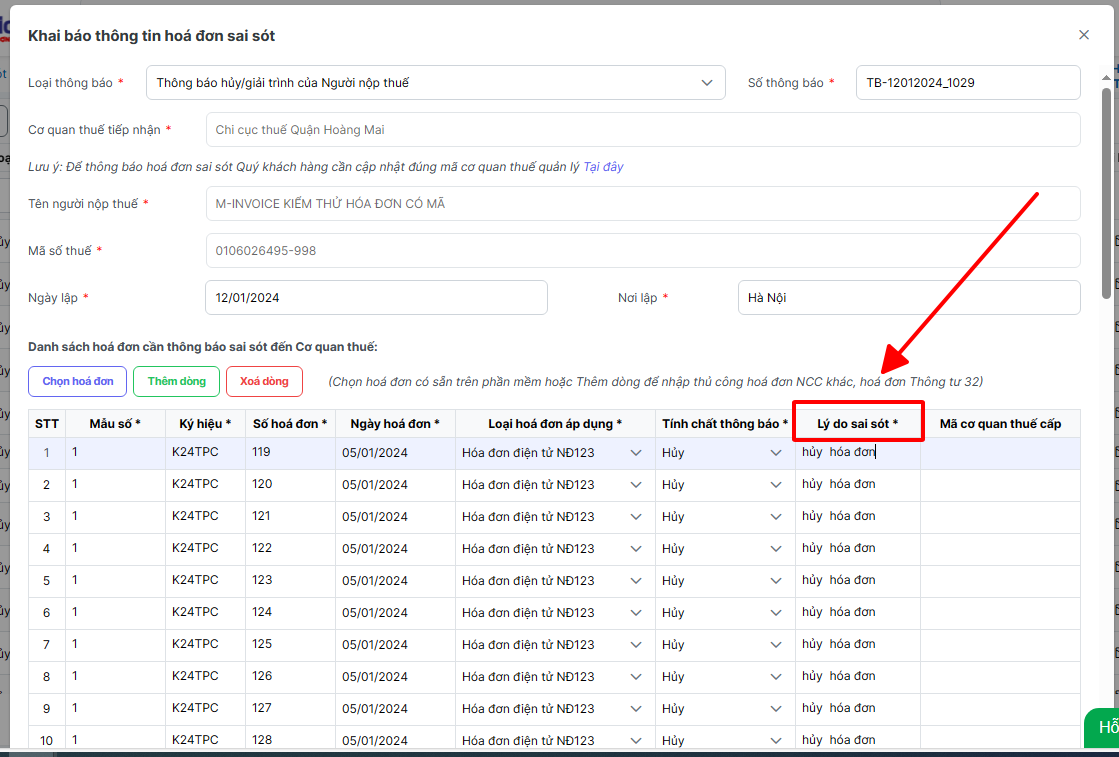 Khai báo thông tin hoá đơn sai sót
Loại thông báo * Thông báo hủy/giải trình của Người nộp thuế Số thông báo * TB-12012024_1029
Cơ quan thuế tiếp nhận * Chi cục thuế Quận Hoàng Mai
Lưu ý: Để thông báo hoá đơn sai sót Quý khách hàng cần cập nhật đúng mã cơ quan thuế quản lý Tại đây
Tên người nộp thuế * M-INVOICE KIỂM THỬ HÓA ĐƠN CÓ MÃ
Mã số thuế * 0106026495-998
Ngày lập * 12/01/2024 Nơi lập * Hà Nội
Danh sách hoá đơn cần thông báo sai sót đến Cơ quan thuế:
Chọn hoá đơn Thêm dòng Xoá dòng (Chọn hoá đơn có sẵn trên phần mềm hoặc Thêm dòng để nhập thủ công hoá đơn NCC khác, hoá đơn Thông tư 32)
STT Mẫu số * Ký hiệu * Số hoá đơn * Ngày hoá đơn * Loại hoá đơn áp dụng * Tính chất thông báo * Lý do sai sót * Mã cơ quan thuế cấp
1 1 K24TPC 119 05/01/2024 Hóa đơn điện tử NĐ123 Hủy hủy hóa đơn
2 1 K24TPC 120 05/01/2024 Hóa đơn điện tử NĐ123 Hủy hủy hóa đơn
3 1 K24TPC 121 05/01/2024 Hóa đơn điện tử NĐ123 Hủy hủy hóa đơn
4 1 K24TPC 122 05/01/2024 Hóa đơn điện tử NĐ123 Hủy hủy hóa đơn
5 1 K24TPC 123 05/01/2024 Hóa đơn điện tử NĐ123 Hủy hủy hóa đơn
6 1 K24TPC 124 05/01/2024 Hóa đơn điện tử NĐ123 Hủy hủy hóa đơn
7 1 K24TPC 125 05/01/2024 Hóa đơn điện tử NĐ123 Hủy hủy hóa đơn
8 1 K24TPC 126 05/01/2024 Hóa đơn điện tử NĐ123 Hủy hủy hóa đơn
9 1 K24TPC 127 05/01/2024 Hóa đơn điện tử NĐ123 Hủy hủy hóa đơn
10 1 K24TPC 128 05/01/2024 Hóa đơn điện tử NĐ123 Hủy hủy hóa đơn